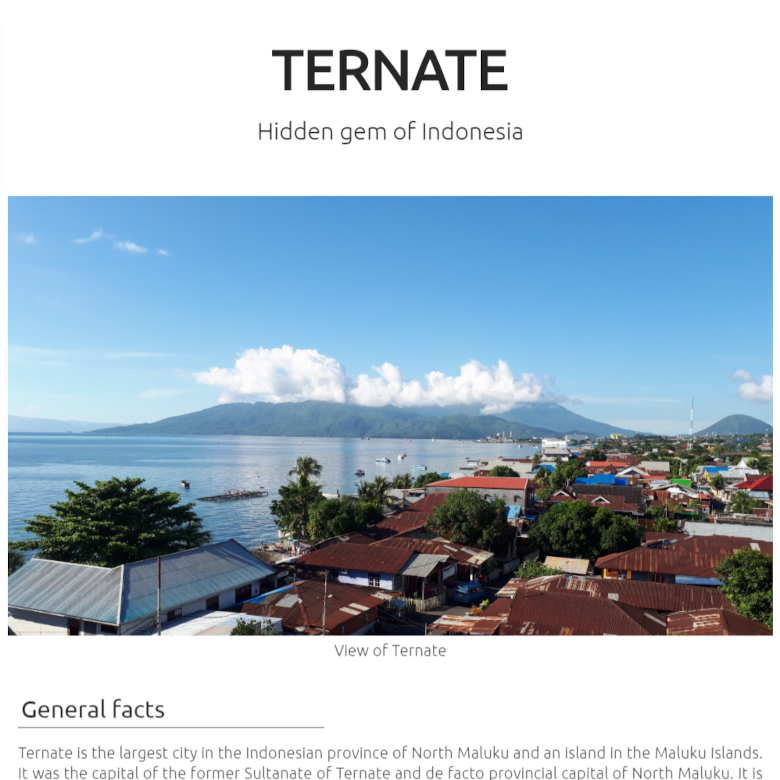 TERNATE
Hidden gem of Indonesia
View of Ternate
General facts
Ternate is the largest city in the Indonesian province of North Maluku and an island in the Maluku Islands.
It was the capital of the former Sultanate of Ternate and de facto provincial capital of North Maluku. It is